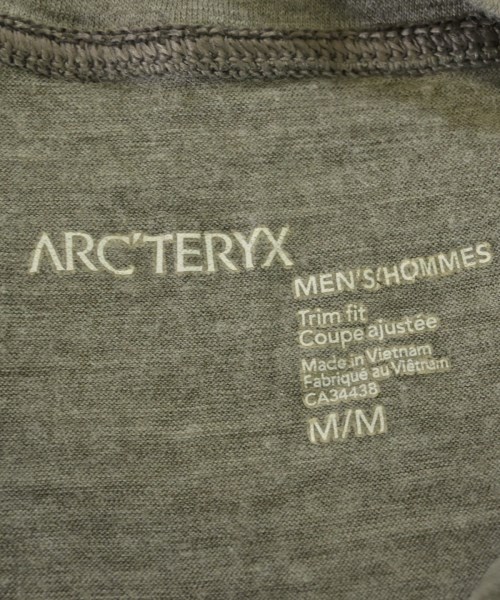 ARC'TERYX
MEN'S/HOMMES
Trim fit
Coupe ajustée
Made in Vietnam
Fabriqué au Viêtnam
CA34438
M/M